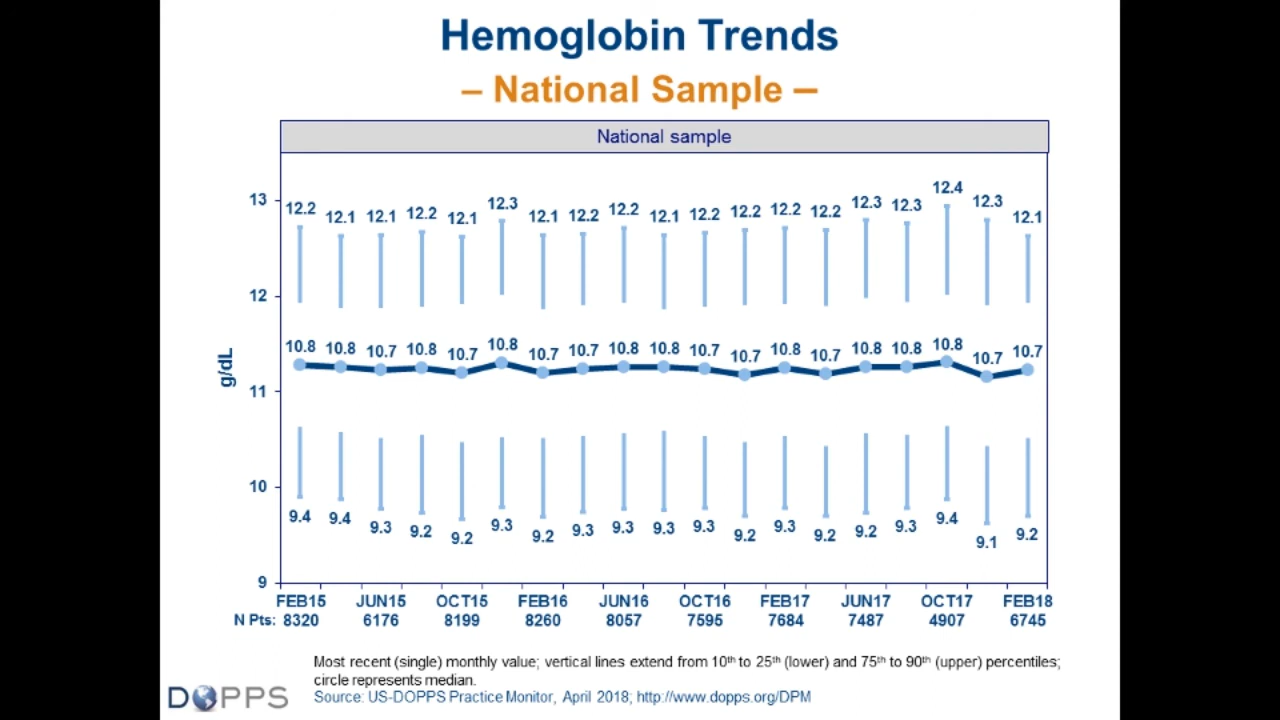 Hemoglobin Trends
– National Sample –
National sample
13
12
11
10
9
g/dL
12.2 12.1 12.1 12.2 12.1 12.3 12.1 12.2 12.2 12.1 12.2 12.2 12.2 12.2 12.3 12.3 12.4 12.3 12.1
10.8 10.8 10.7 10.8 10.7 10.8 10.7 10.7 10.8 10.8 10.7 10.7 10.8 10.7 10.8 10.8 10.8 10.7 10.7
9.4 9.4 9.3 9.2 9.2 9.3 9.2 9.3 9.3 9.3 9.3 9.2 9.3 9.2 9.2 9.3 9.4 9.1 9.2
FEB15 JUN15 OCT15 FEB16 JUN16 OCT16 FEB17 JUN17 OCT17 FEB18
N Pts: 8320 6176 8199 8260 8057 7595 7684 7487 4907 6745
Most recent (single) monthly value; vertical lines extend from 10th to 25th (lower) and 75th to 90th (upper) percentiles;
circle represents median.
Source: US-DOPPS Practice Monitor, April 2018; http://www.dopps.org/DPM
DOPPS